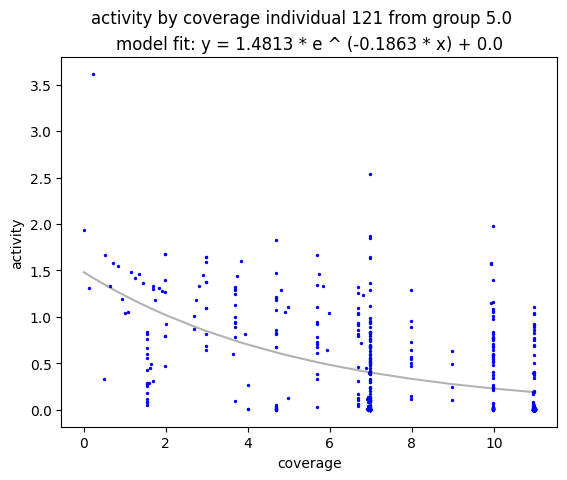 activity by coverage individual 121 from group 5.0
model fit: y = 1.4813 * e ^ (-0.1863 * x) + 0.0
3.5
3.0
2.5
2.0
1.5
1.0
0.5
0.0
activity
0 2 4 6 8 10
coverage